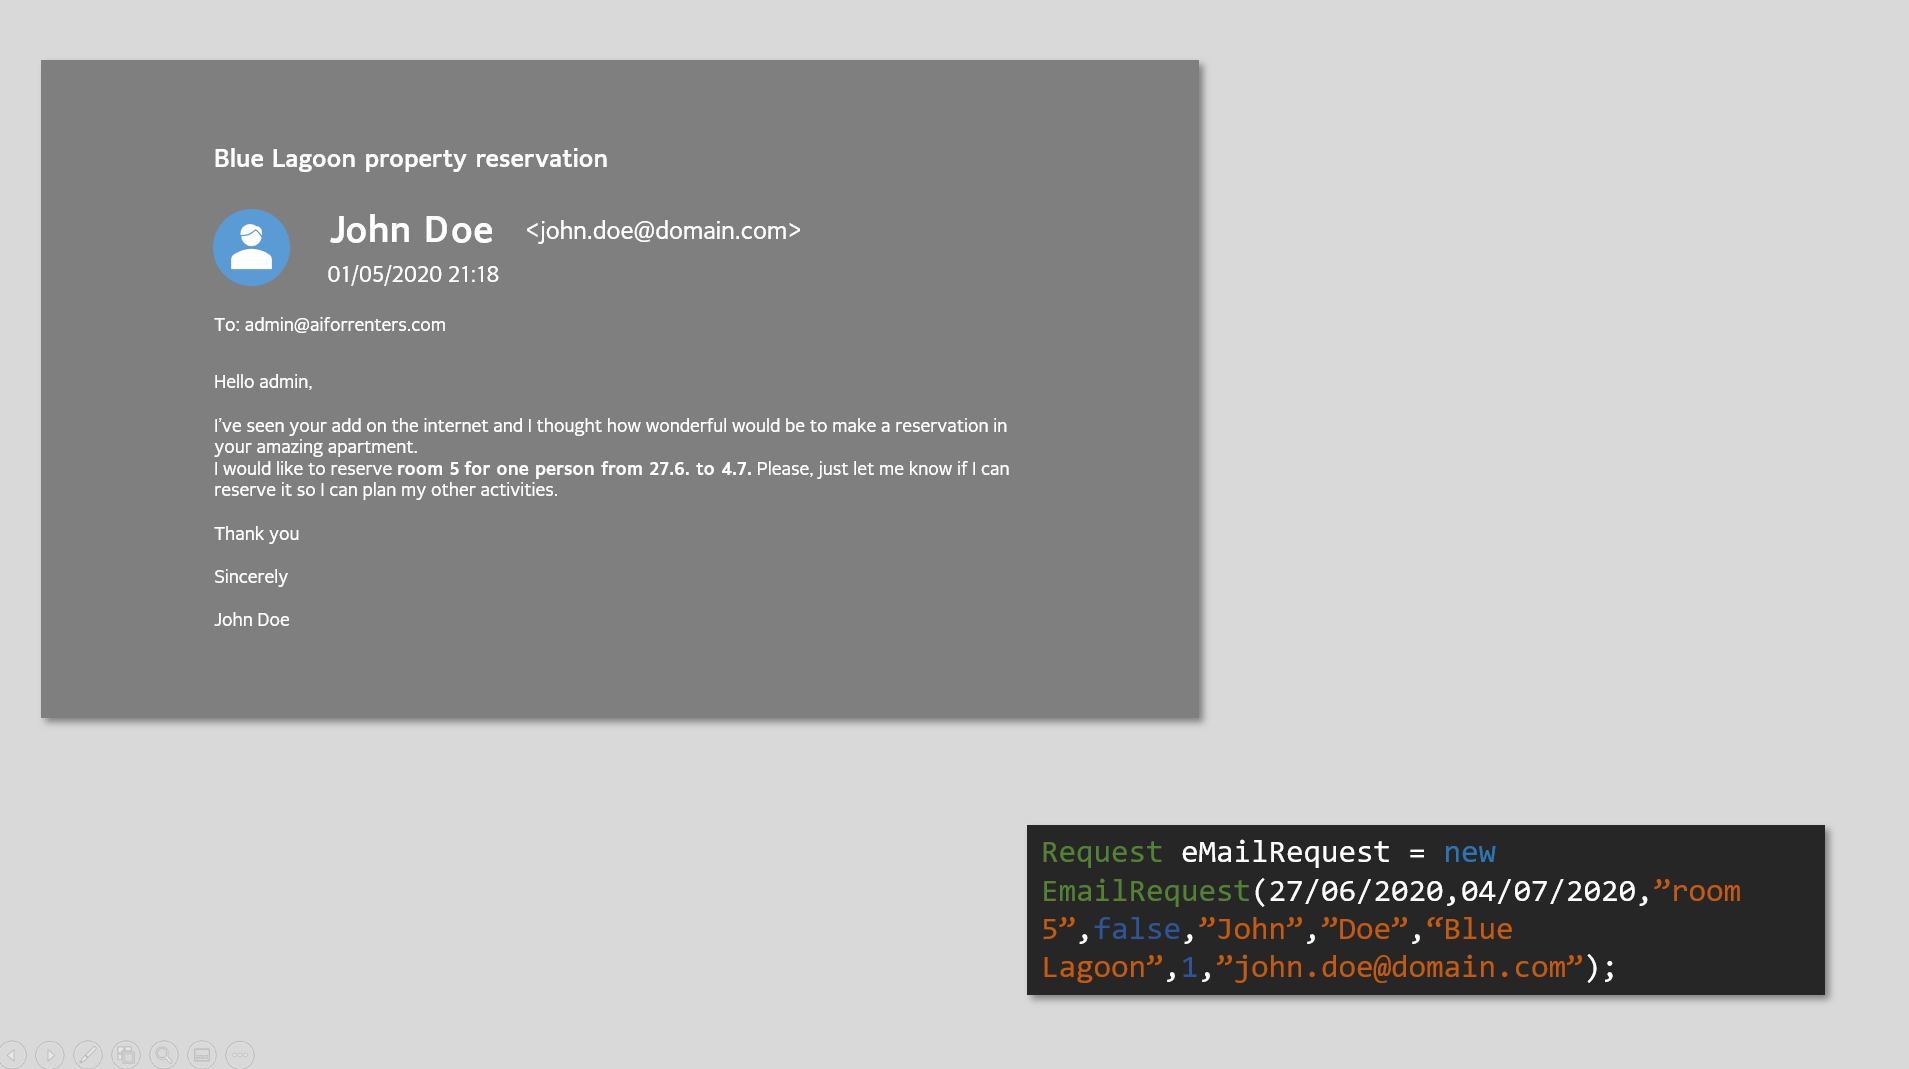 Blue Lagoon property reservation
John Doe <john.doe@domain.com>
01/05/2020 21:18
To: admin@aiforrenters.com
Hello admin,
I’ve seen your add on the internet and I thought how wonderful would be to make a reservation in
your amazing apartment.
I would like to reserve room 5 for one person from 27.6. to 4.7. Please, just let me know if I can
reserve it so I can plan my other activities.
Thank you
Sincerely
John Doe
Request eMailRequest = new
EmailRequest(27/06/2020,04/07/2020,”room
5”,false,”John”,”Doe”,“Blue
Lagoon”,1,”john.doe@domain.com”);